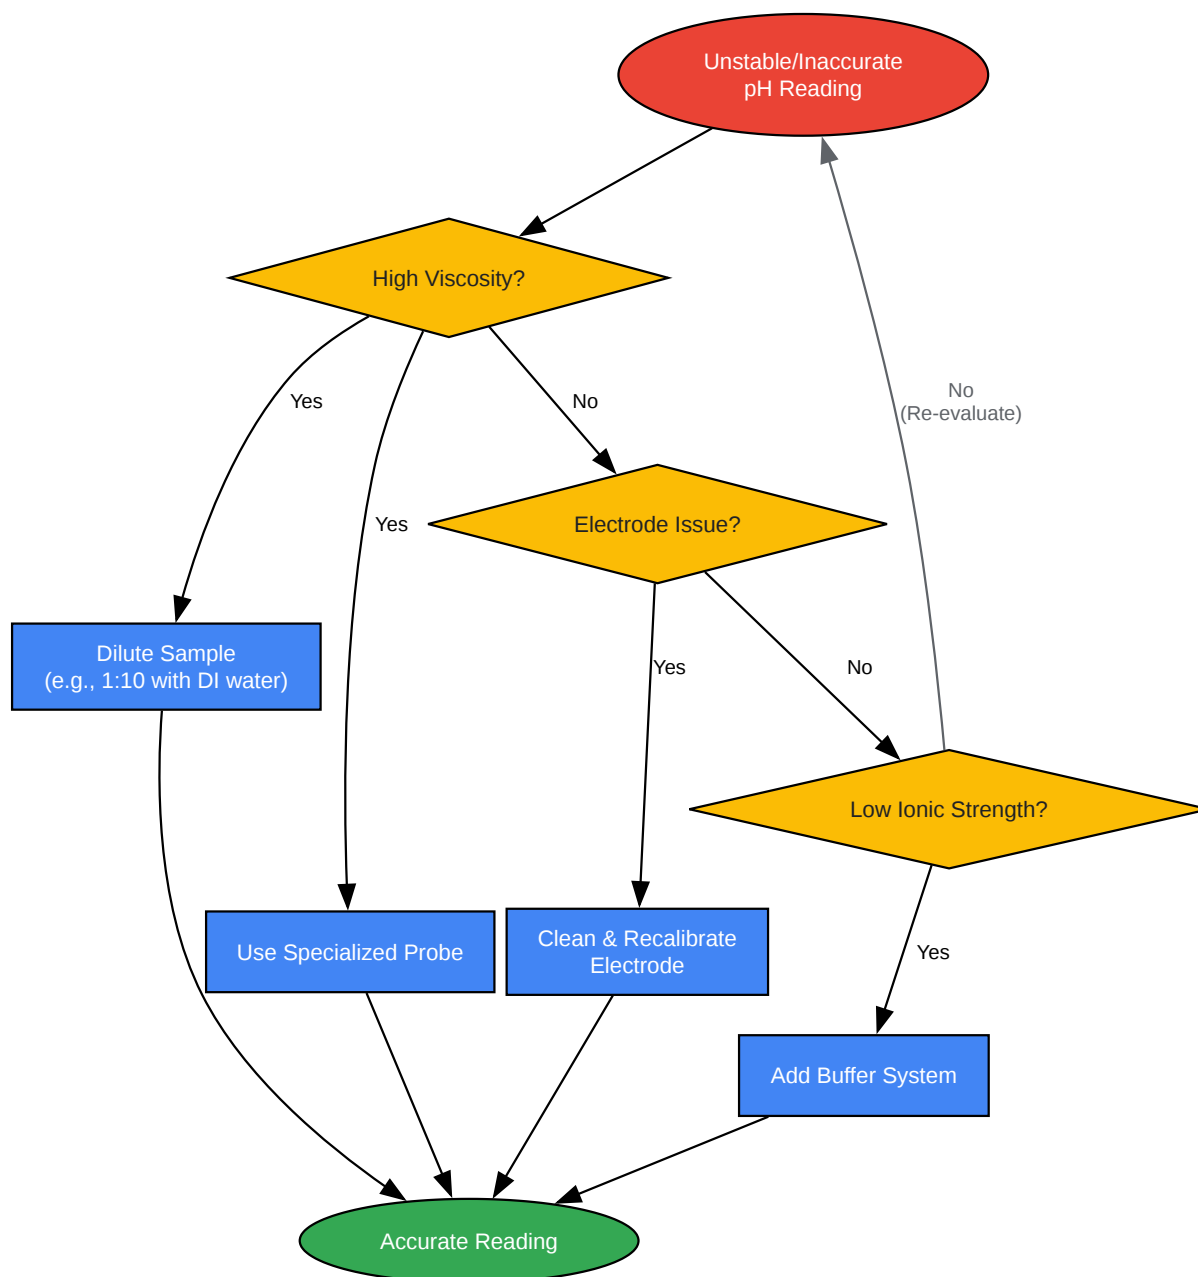 Unstable/Inaccurate
pH Reading
High Viscosity?
No
(Re-evaluate)
Yes
No
Yes
Electrode Issue?
Dilute Sample
(e.g., 1:10 with DI water)
Yes
No
Low Ionic Strength?
Use Specialized Probe
Clean & Recalibrate
Electrode
Yes
Add Buffer System
Accurate Reading